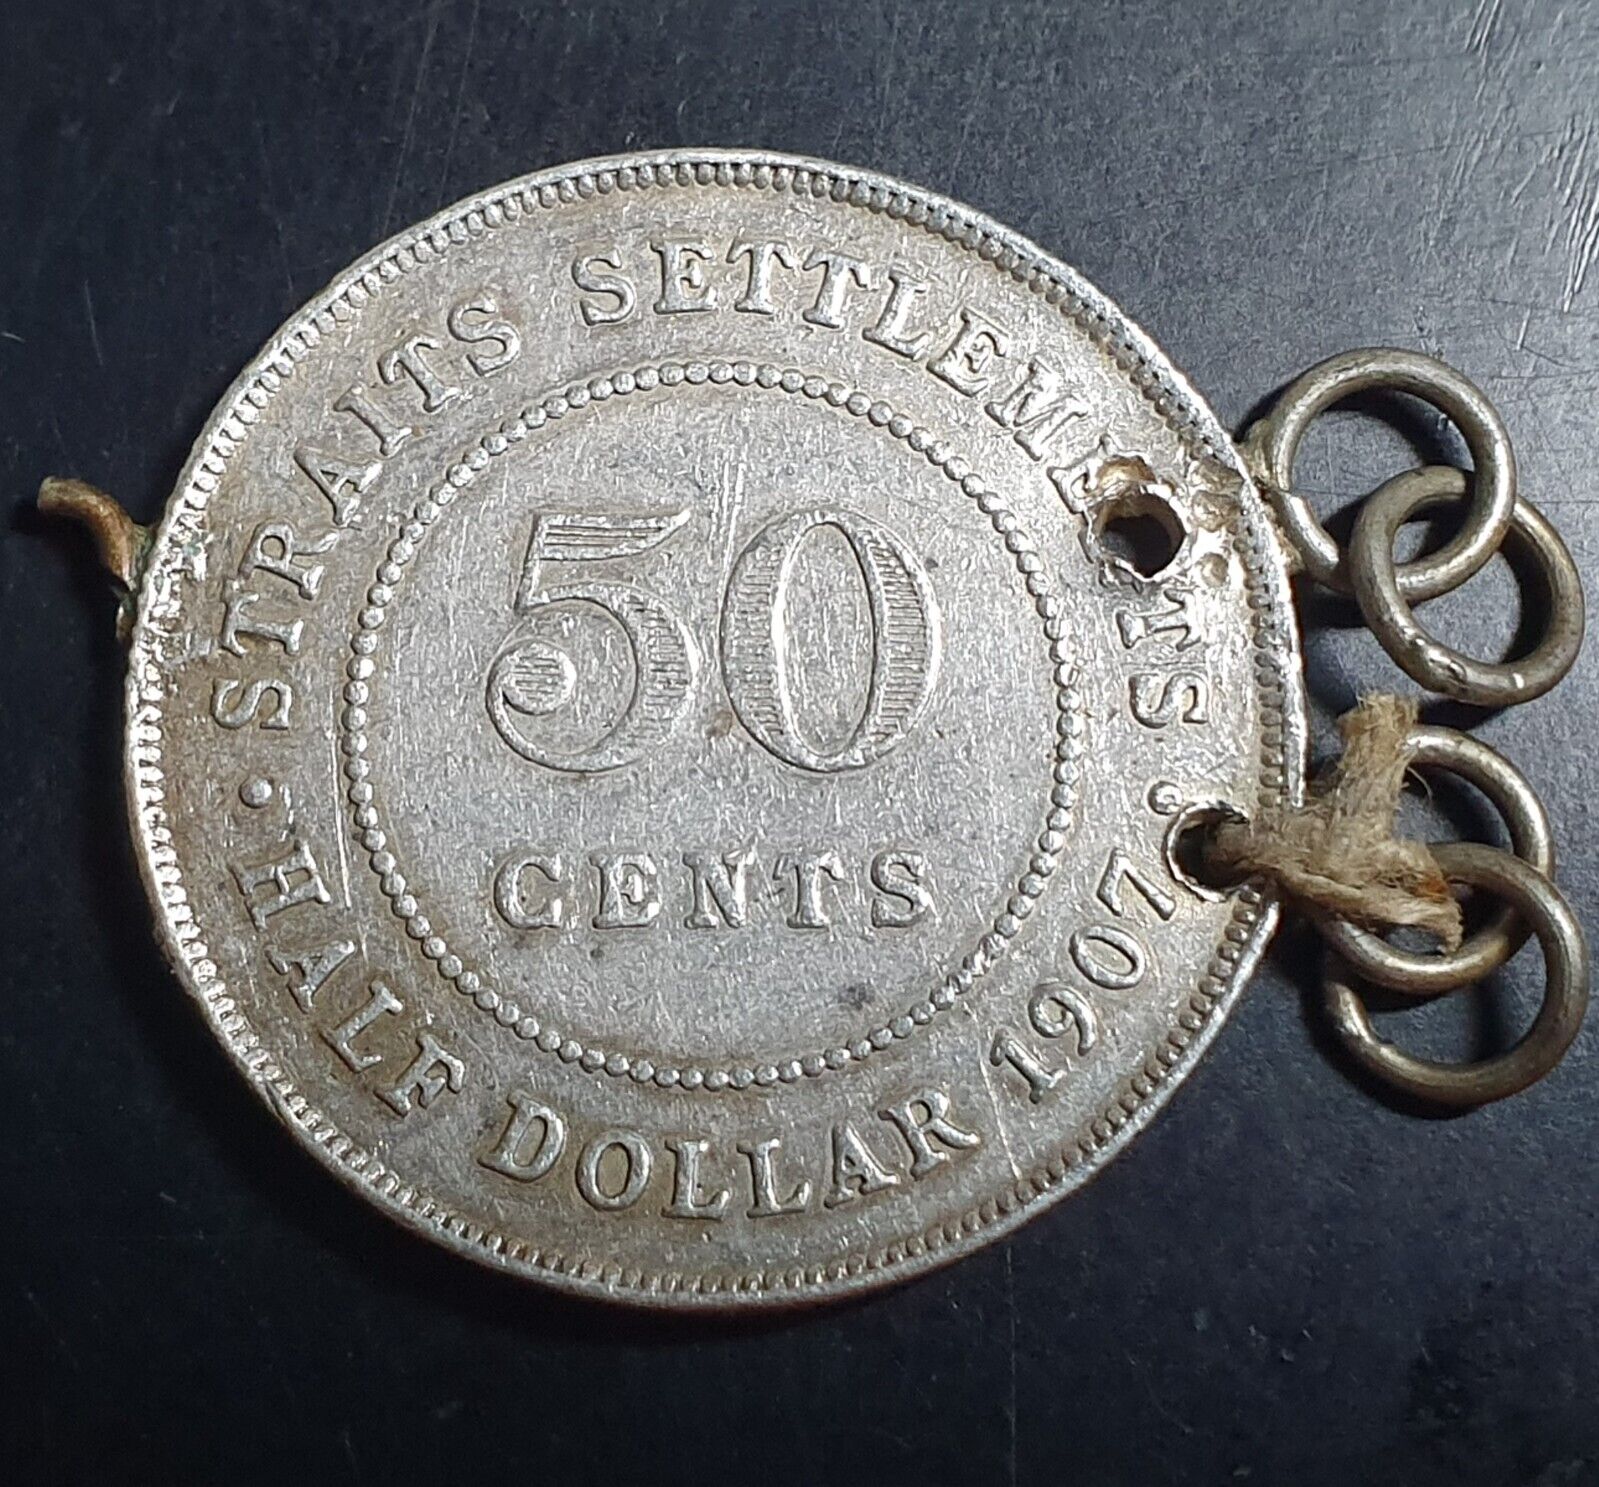 · STRAITS SETTLEMENTS ·
50
CENTS
HALF DOLLAR 1907